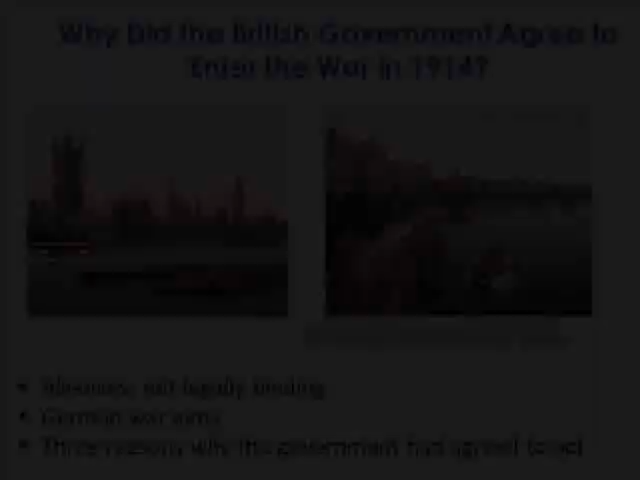 Why Did the British Government Agree to
Enter the War in 1914?
• not legally binding
• German war aims
• Three reasons why the government had agreed to act